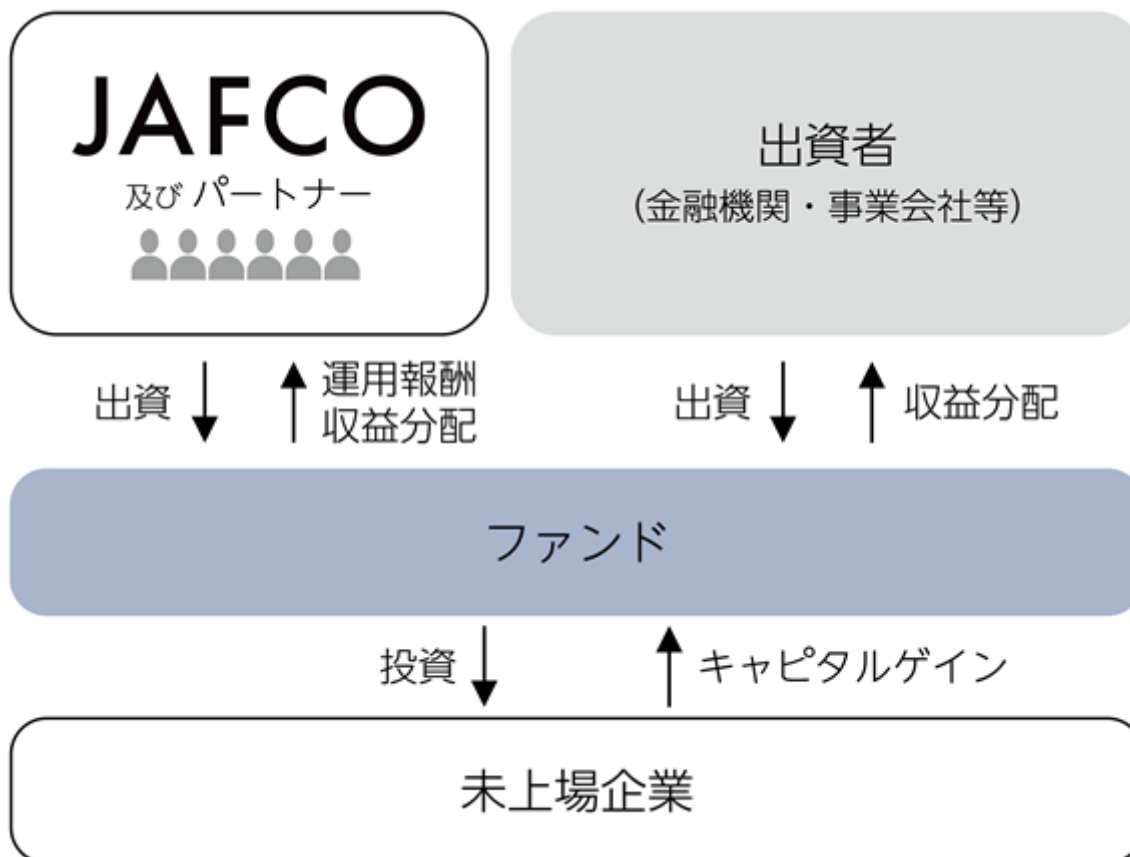 JAFCO
及び パートナー
出資者
(金融機関・事業会社等)
出資
運用報酬
収益分配
出資
収益分配
ファンド
投資
キャピタルゲイン
未上場企業